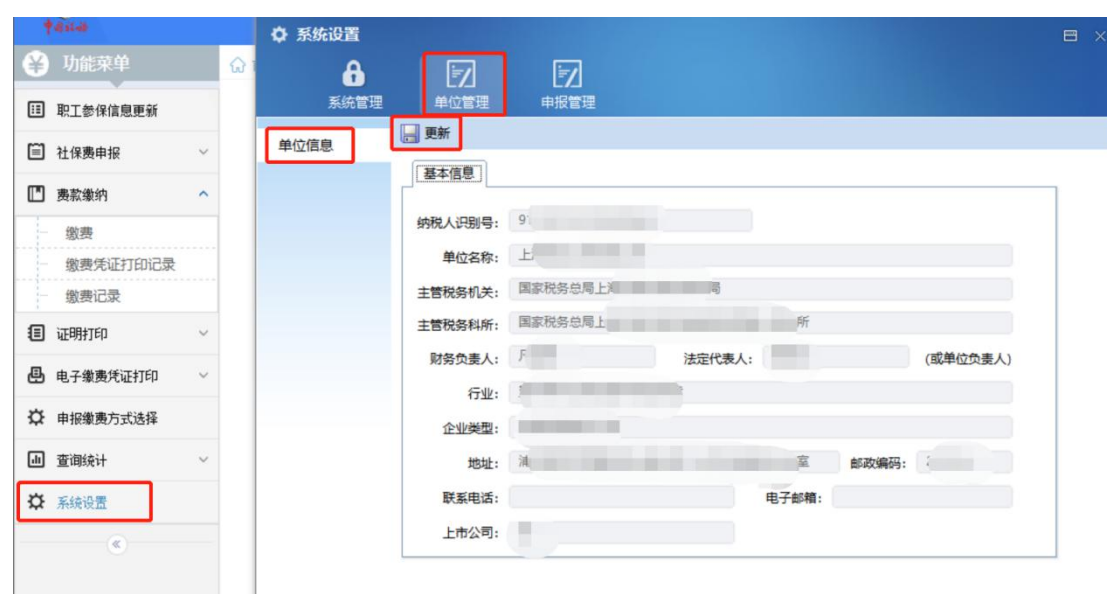 功能菜单
职工参保信息更新
社保费申报
费款缴纳
缴费
缴费凭证打印记录
缴费记录
证明打印
电子缴费凭证打印
申报缴费方式选择
查询统计
系统设置
系统设置
系统管理
单位管理
申报管理
单位信息
更新
基本信息
纳税人识别号: 9
单位名称: 上
主管税务机关: 国家税务总局上 局
主管税务科所: 国家税务总局上 所
财务负责人: 法定代表人: (或单位负责人)
行业:
企业类型:
地址: 浦 室 邮政编码: 2
联系电话: 电子邮箱:
上市公司: